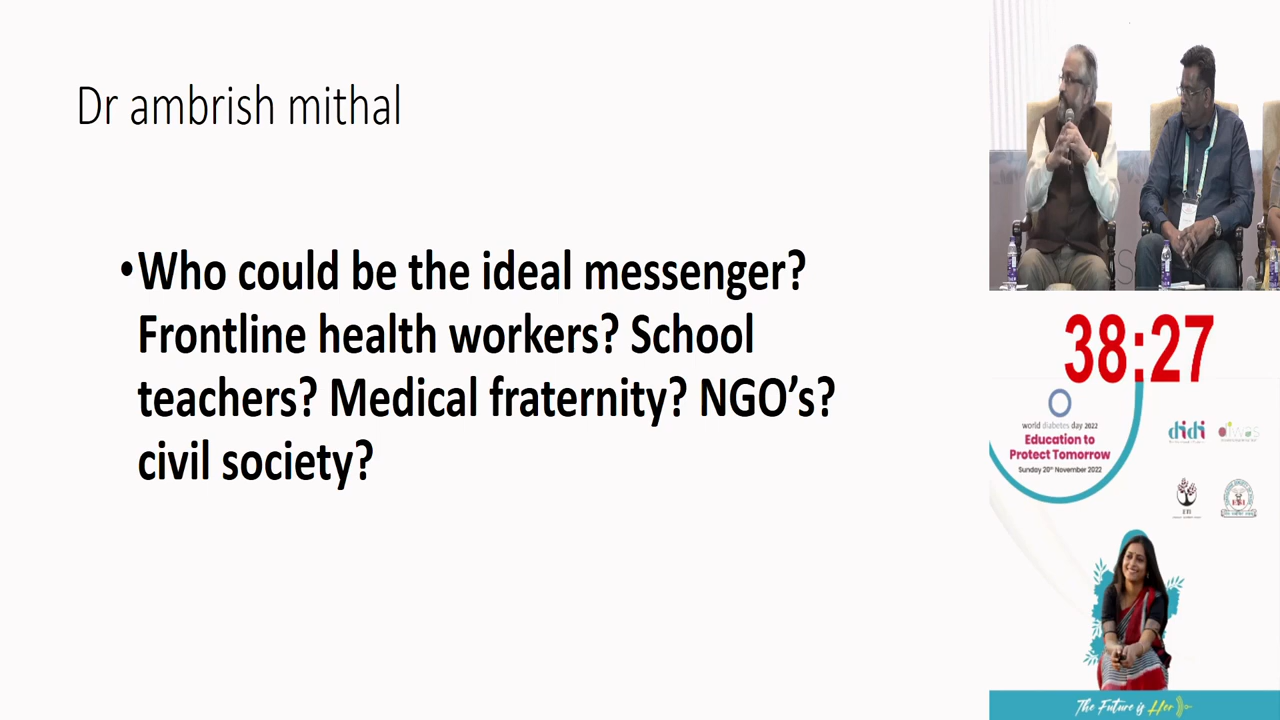 Dr ambrish mithal
•Who could be the ideal messenger?
Frontline health workers? School
teachers? Medical fraternity? NGO’s?
civil society?
38:27
world diabetes day 2022
Education to
Protect Tomorrow
Sunday 20th November 2022
didi
The Future is Her